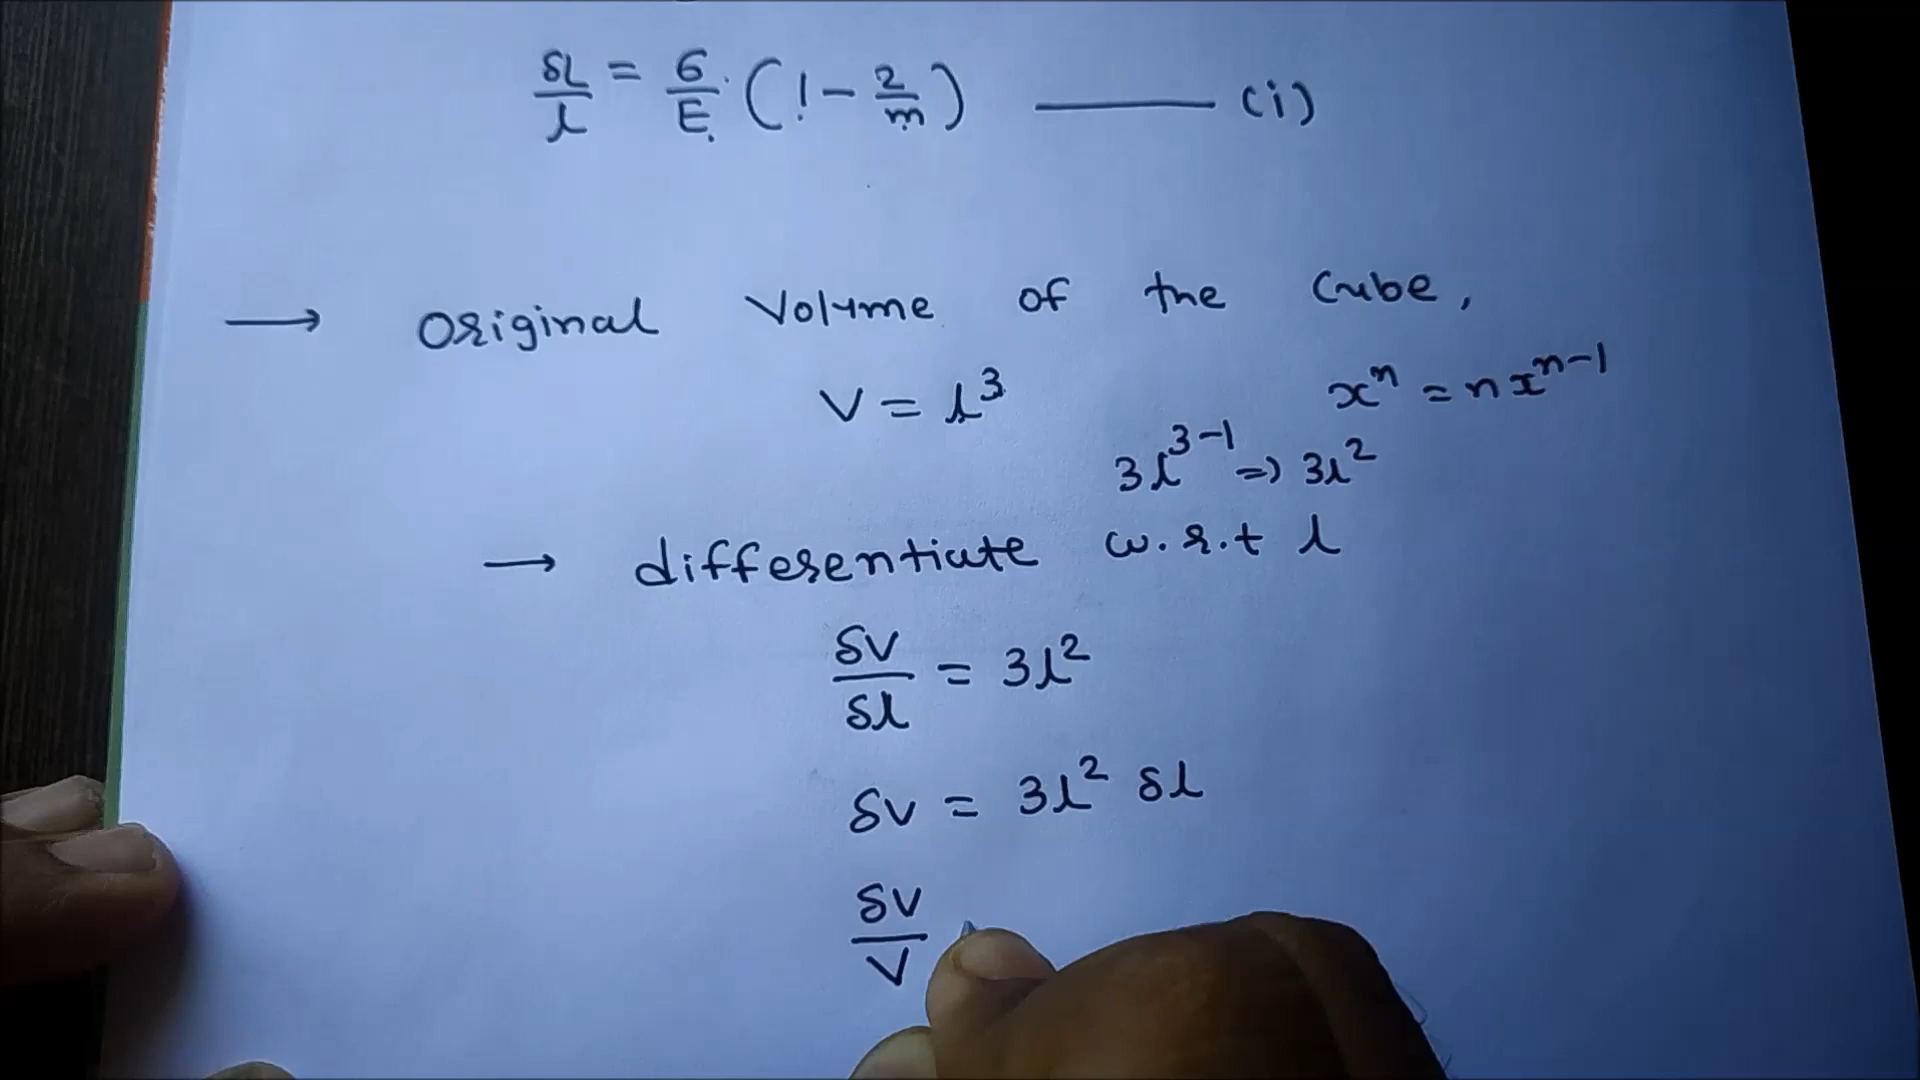 δL/l = σ/E (1 - 2/m) ——— (i)
→ Original Volume of the Cube,
V = l³
xⁿ = nxⁿ⁻¹
3l³⁻¹ => 3l²
→ differentiate w.r.t l
δV/δl = 3l²
δV = 3l² δl
δV/V